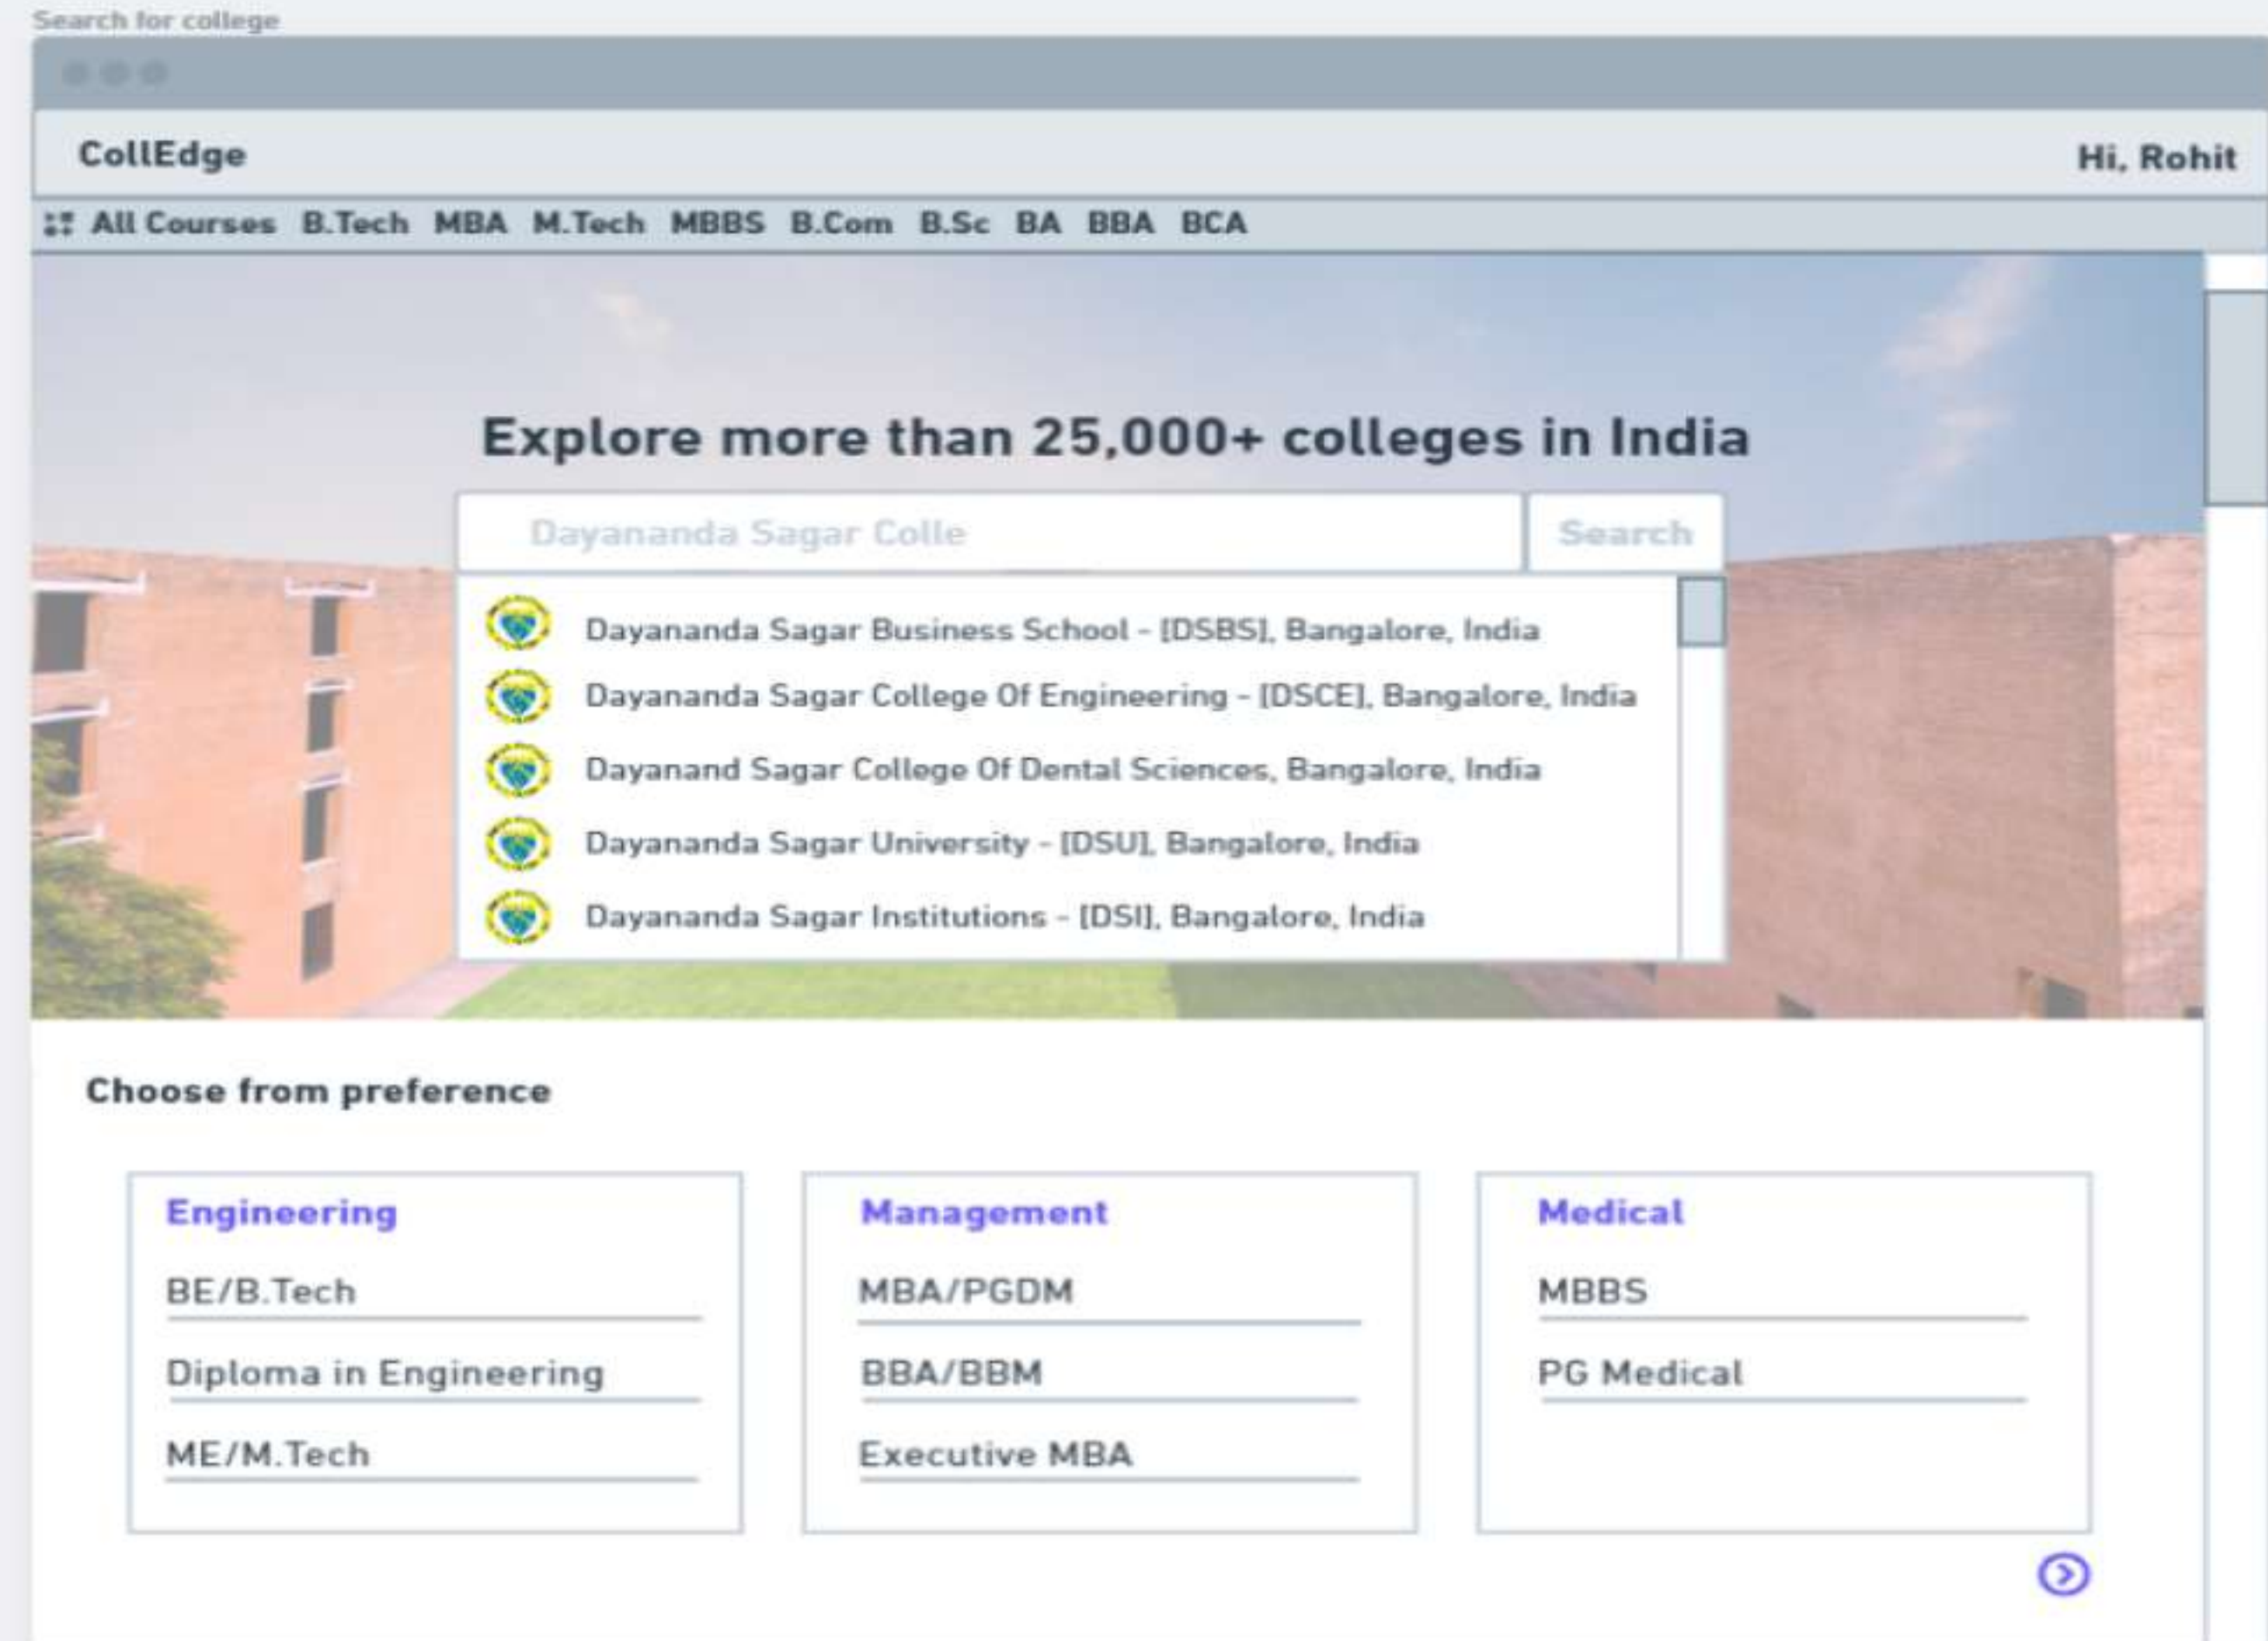 Search for college
CollEdge
Hi, Rohit
All Courses B.Tech MBA M.Tech MBBS B.Com B.Sc BA BBA BCA
Explore more than 25,000+ colleges in India
Dayananda Sagar Colle
Search
Dayananda Sagar Business School - [DSBS], Bangalore, India
Dayananda Sagar College Of Engineering - [DSCE], Bangalore, India
Dayanand Sagar College Of Dental Sciences, Bangalore, India
Dayananda Sagar University - [DSU], Bangalore, India
Dayananda Sagar Institutions - [DSI], Bangalore, India
Choose from preference
Engineering
BE/B.Tech
Diploma in Engineering
ME/M.Tech
Management
MBA/PGDM
BBA/BBM
Executive MBA
Medical
MBBS
PG Medical